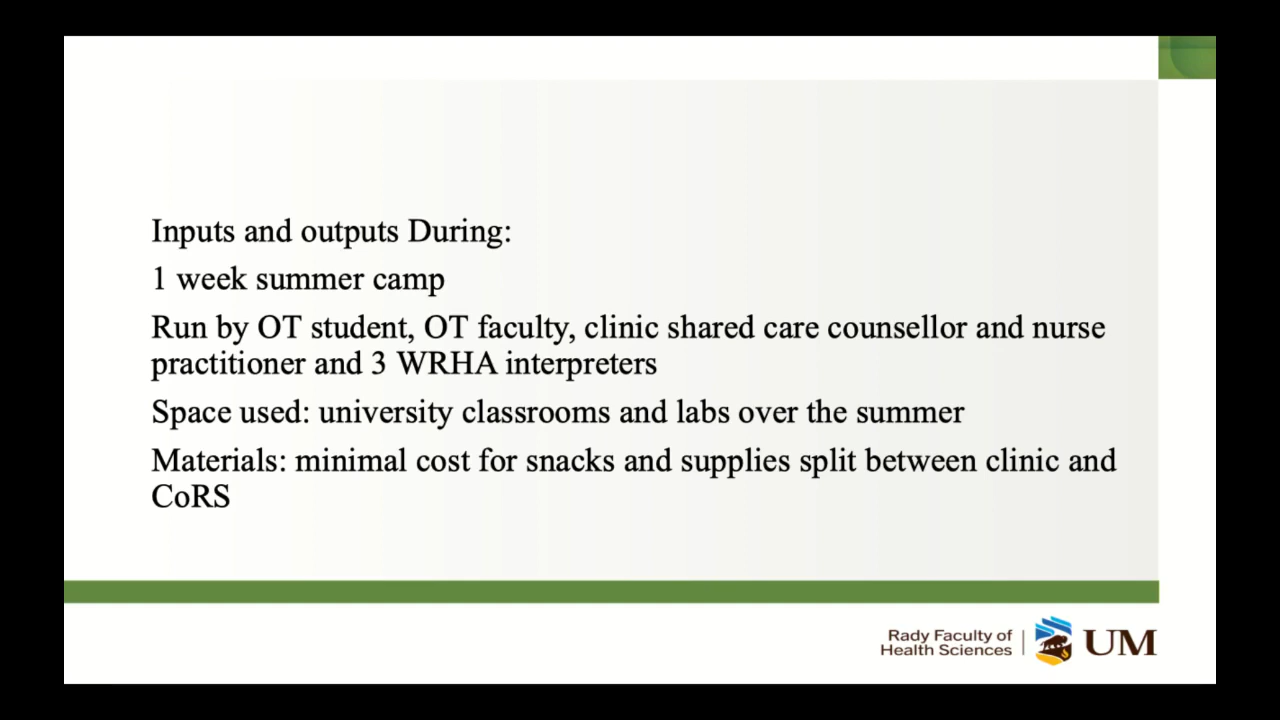 Inputs and outputs During:
1 week summer camp
Run by OT student, OT faculty, clinic shared care counsellor and nurse
practitioner and 3 WRHA interpreters
Space used: university classrooms and labs over the summer
Materials: minimal cost for snacks and supplies split between clinic and
CoRS
Rady Faculty of
Health Sciences
UM